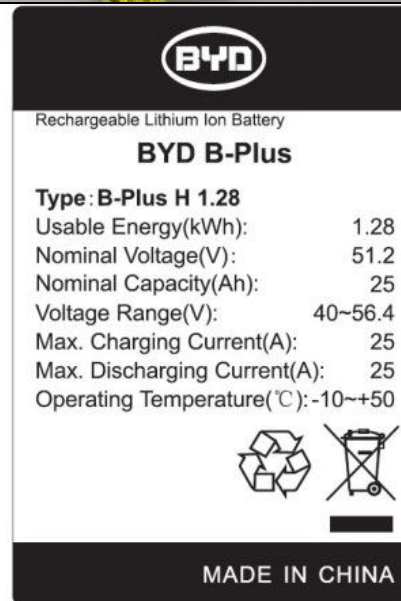 BYD
Rechargeable Lithium Ion Battery
BYD B-Plus
Type:B-Plus H 1.28
Usable Energy(kWh): 1.28
Nominal Voltage(V): 51.2
Nominal Capacity(Ah): 25
Voltage Range(V): 40~56.4
Max. Charging Current(A): 25
Max. Discharging Current(A): 25
Operating Temperature(℃):-10~+50
MADE IN CHINA